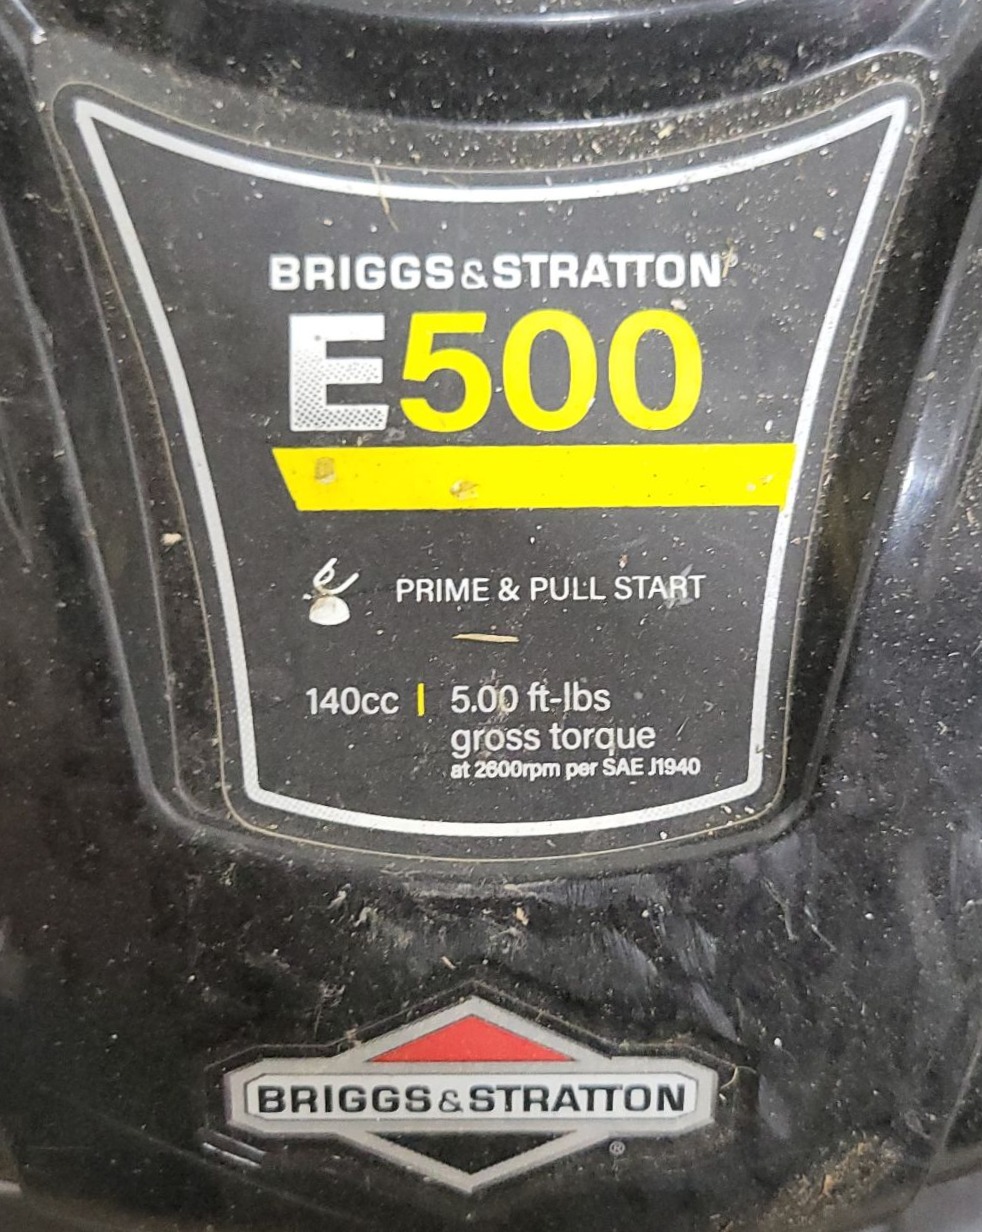 BRIGGS & STRATTON
E500
PRIME & PULL START
140cc | 5.00 ft-lbs
gross torque
at 2600rpm per SAE J1940
BRIGGS & STRATTON
®